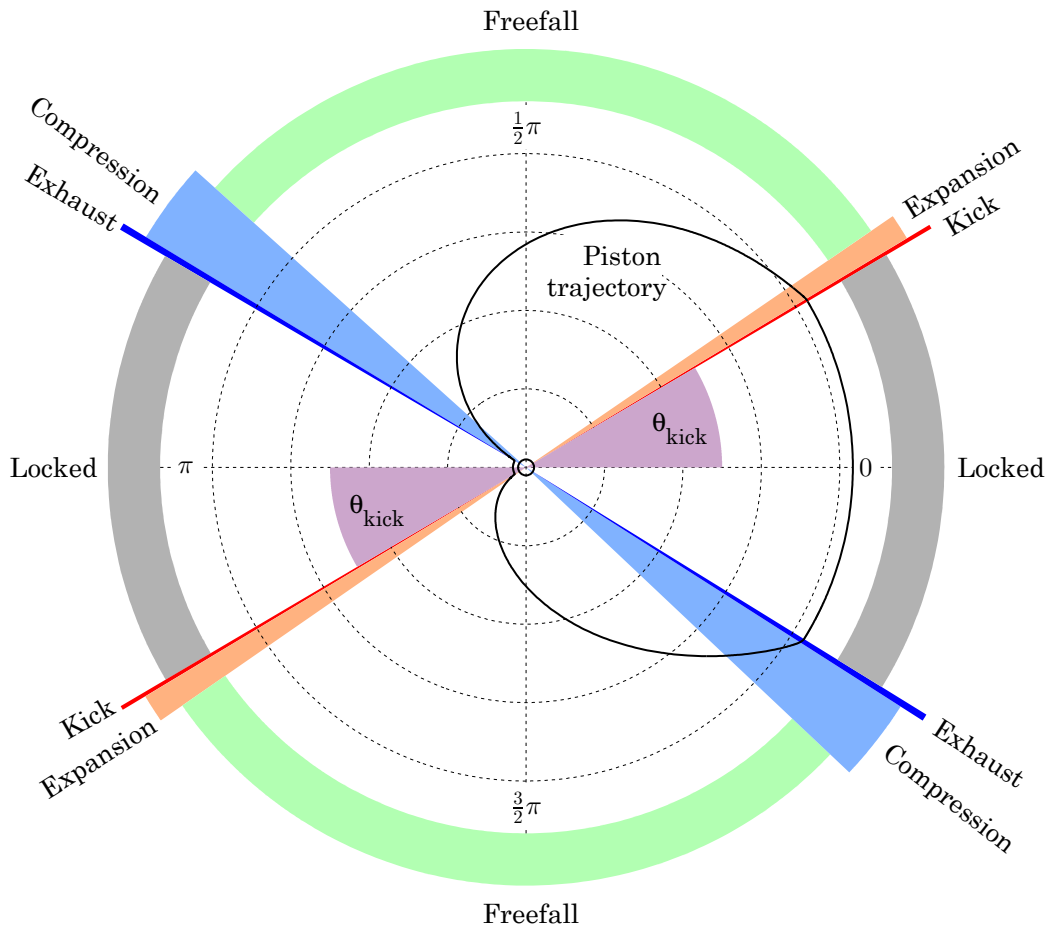 Freefall
Compression
Exhaust
½π
Expansion
Kick
Piston
trajectory
θkick
Locked
π
0
Locked
θkick
Kick
Expansion
Exhaust
Compression
3/2π
Freefall